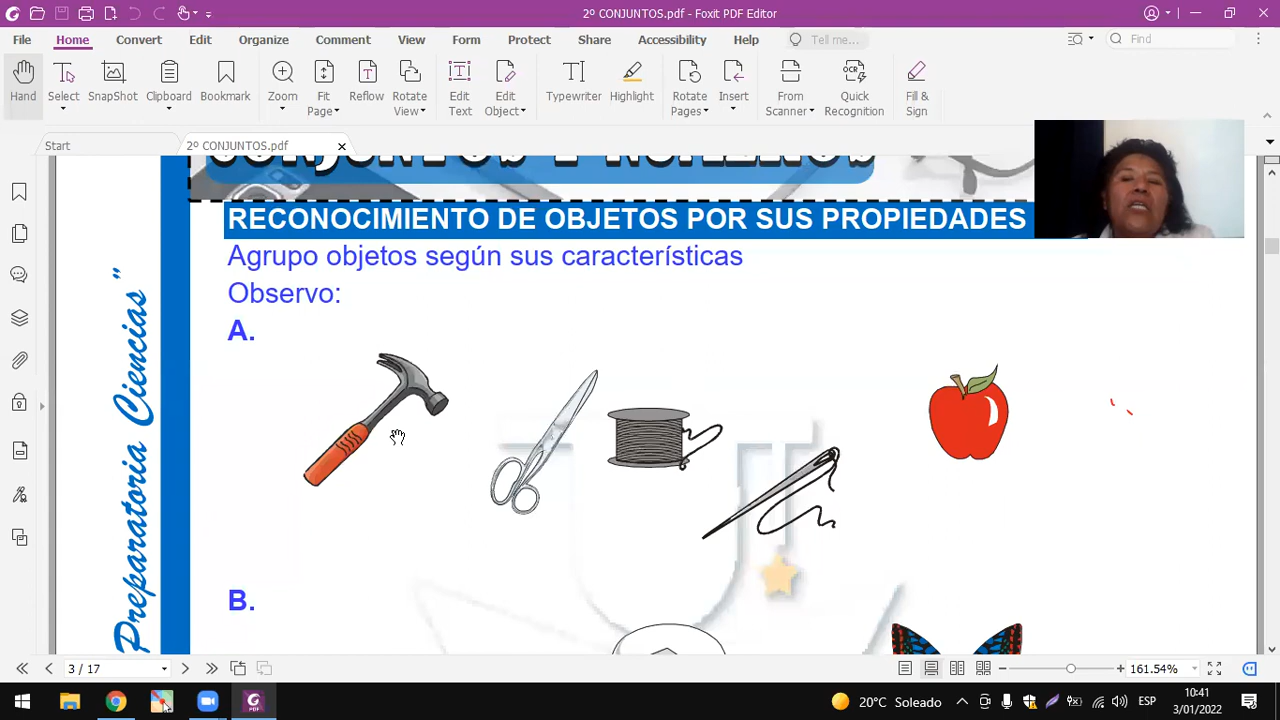 2º CONJUNTOS.pdf - Foxit PDF Editor
File Home Convert Edit Organize Comment View Form Protect Share Accessibility Help Tell me... Find
Hand Select SnapShot Clipboard Bookmark Zoom Fit Page Reflow Rotate View Edit Text Edit Object Typewriter Highlight Rotate Pages Insert From Scanner Quick Recognition Fill & Sign
Start 2º CONJUNTOS.pdf
CONJUNTOS Y NÚMEROS
RECONOCIMIENTO DE OBJETOS POR SUS PROPIEDADES
Agrupo objetos según sus características
Observo:
A.
B.
Preparatoria Ciencias"
3 / 17 161.54%
20°C Soleado ESP 10:41
3/01/2022